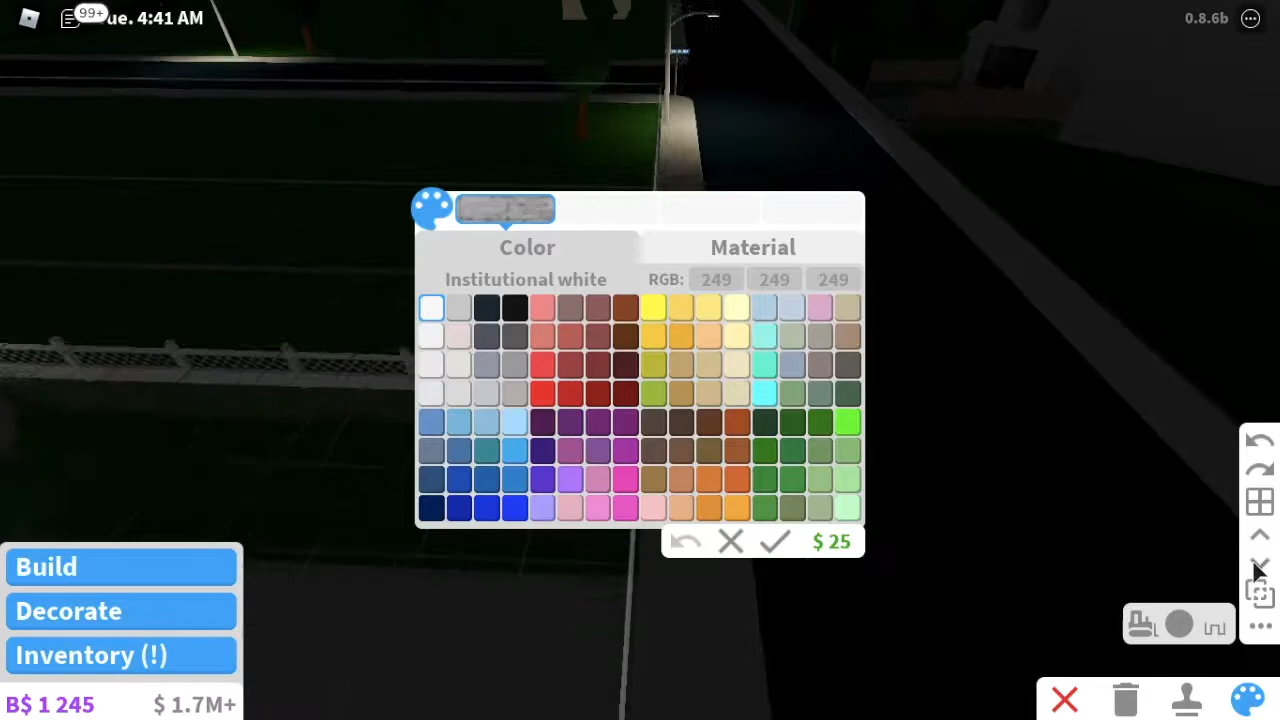 99+
ue. 4:41 AM
0.8.6b
Color
Material
Institutional white
RGB: 249 249 249
$ 25
Build
Decorate
Inventory (!)
B$ 1 245
$ 1.7M+